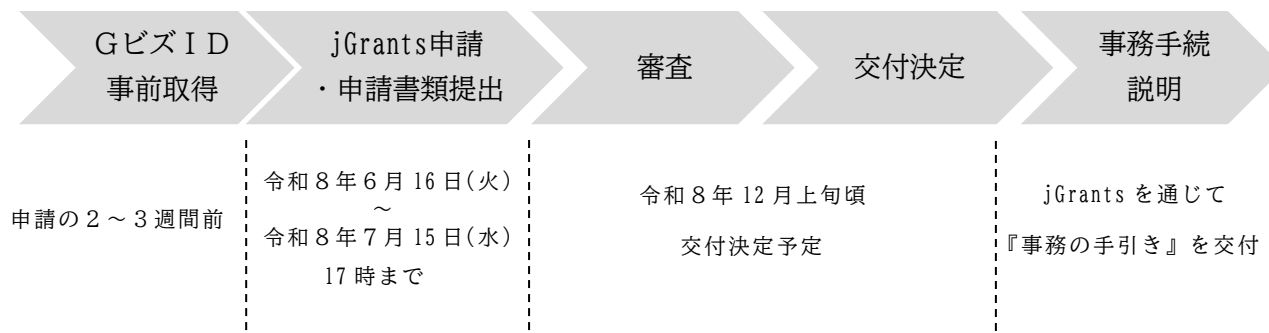 GビズID
事前取得
jGrants申請
・申請書類提出
審査
交付決定
事務手続
説明
申請の2~3週間前
令和8年6月16日(火)
~
令和8年7月15日(水)
17時まで
令和8年12月上旬頃
交付決定予定
jGrantsを通じて
『事務の手引き』を交付